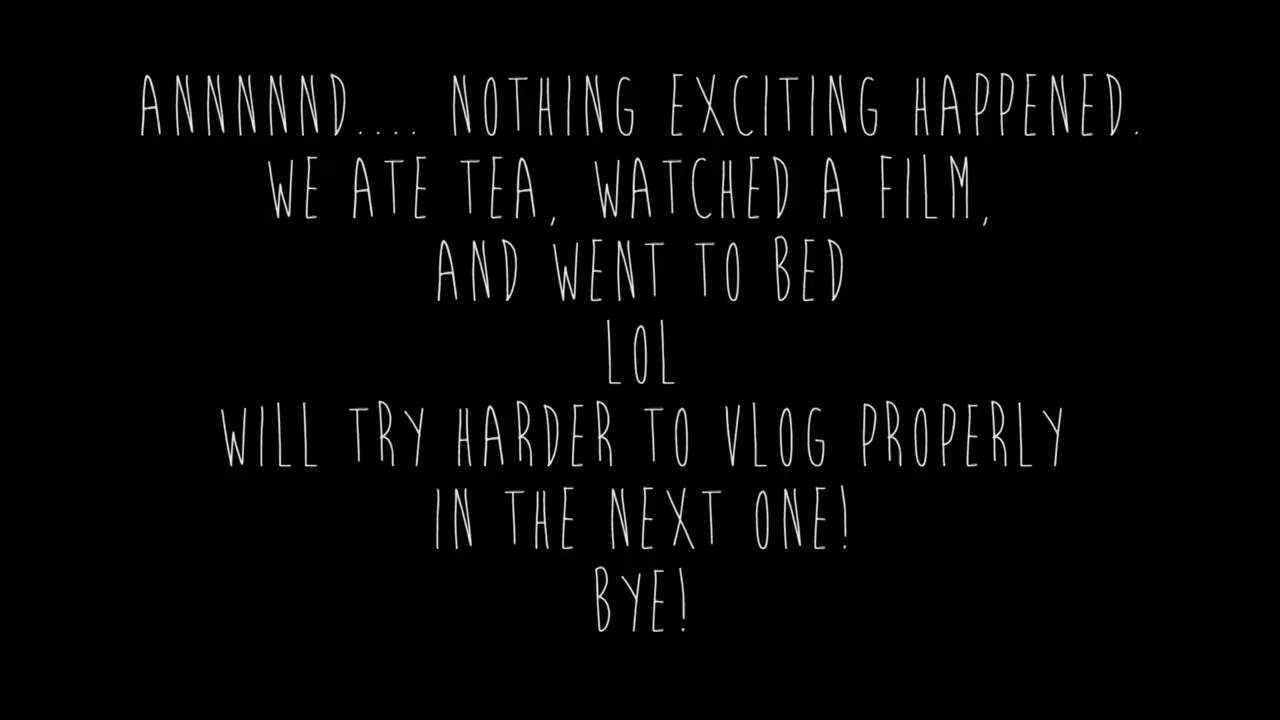 ANNNNND.... NOTHING EXCITING HAPPENED.
WE ATE TEA, WATCHED A FILM,
AND WENT TO BED
LOL
WILL TRY HARDER TO VLOG PROPERLY
IN THE NEXT ONE!
BYE!